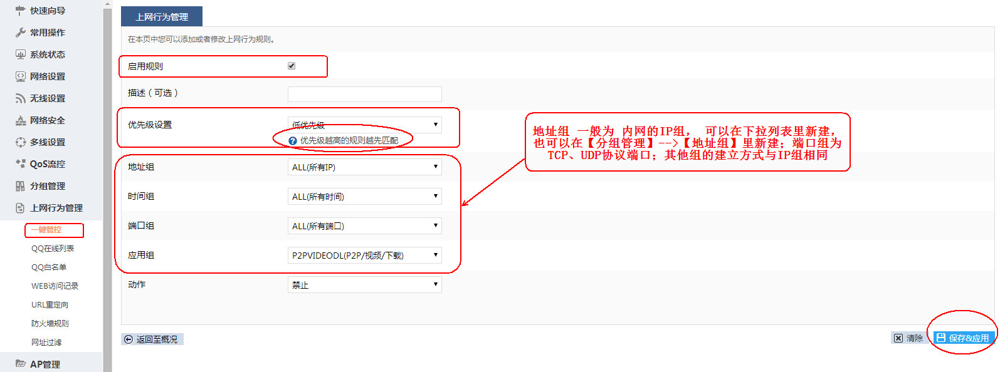 快速向导
常用操作
系统状态
网络设置
无线设置
网络安全
多线设置
QoS流控
分组管理
上网行为管理
一键管控
QQ在线列表
QQ白名单
WEB访问记录
URL重定向
防火墙规则
网址过滤
AP管理
上网行为管理
在本页中您可以添加或者修改上网行为规则。
启用规则
描述（可选）
优先级设置
低优先级
优先级越高的规则越先匹配
地址组
ALL(所有IP)
时间组
ALL(所有时间)
端口组
ALL(所有端口)
应用组
P2PVIDEODL(P2P/视频/下载)
动作
禁止
地址组 一般为 内网的IP组， 可以在下拉列表里新建，
也可以在【分组管理】-->【地址组】里新建；端口组为
TCP、UDP协议端口；其他组的建立方式与IP组相同
返回至概况
清除
保存&应用